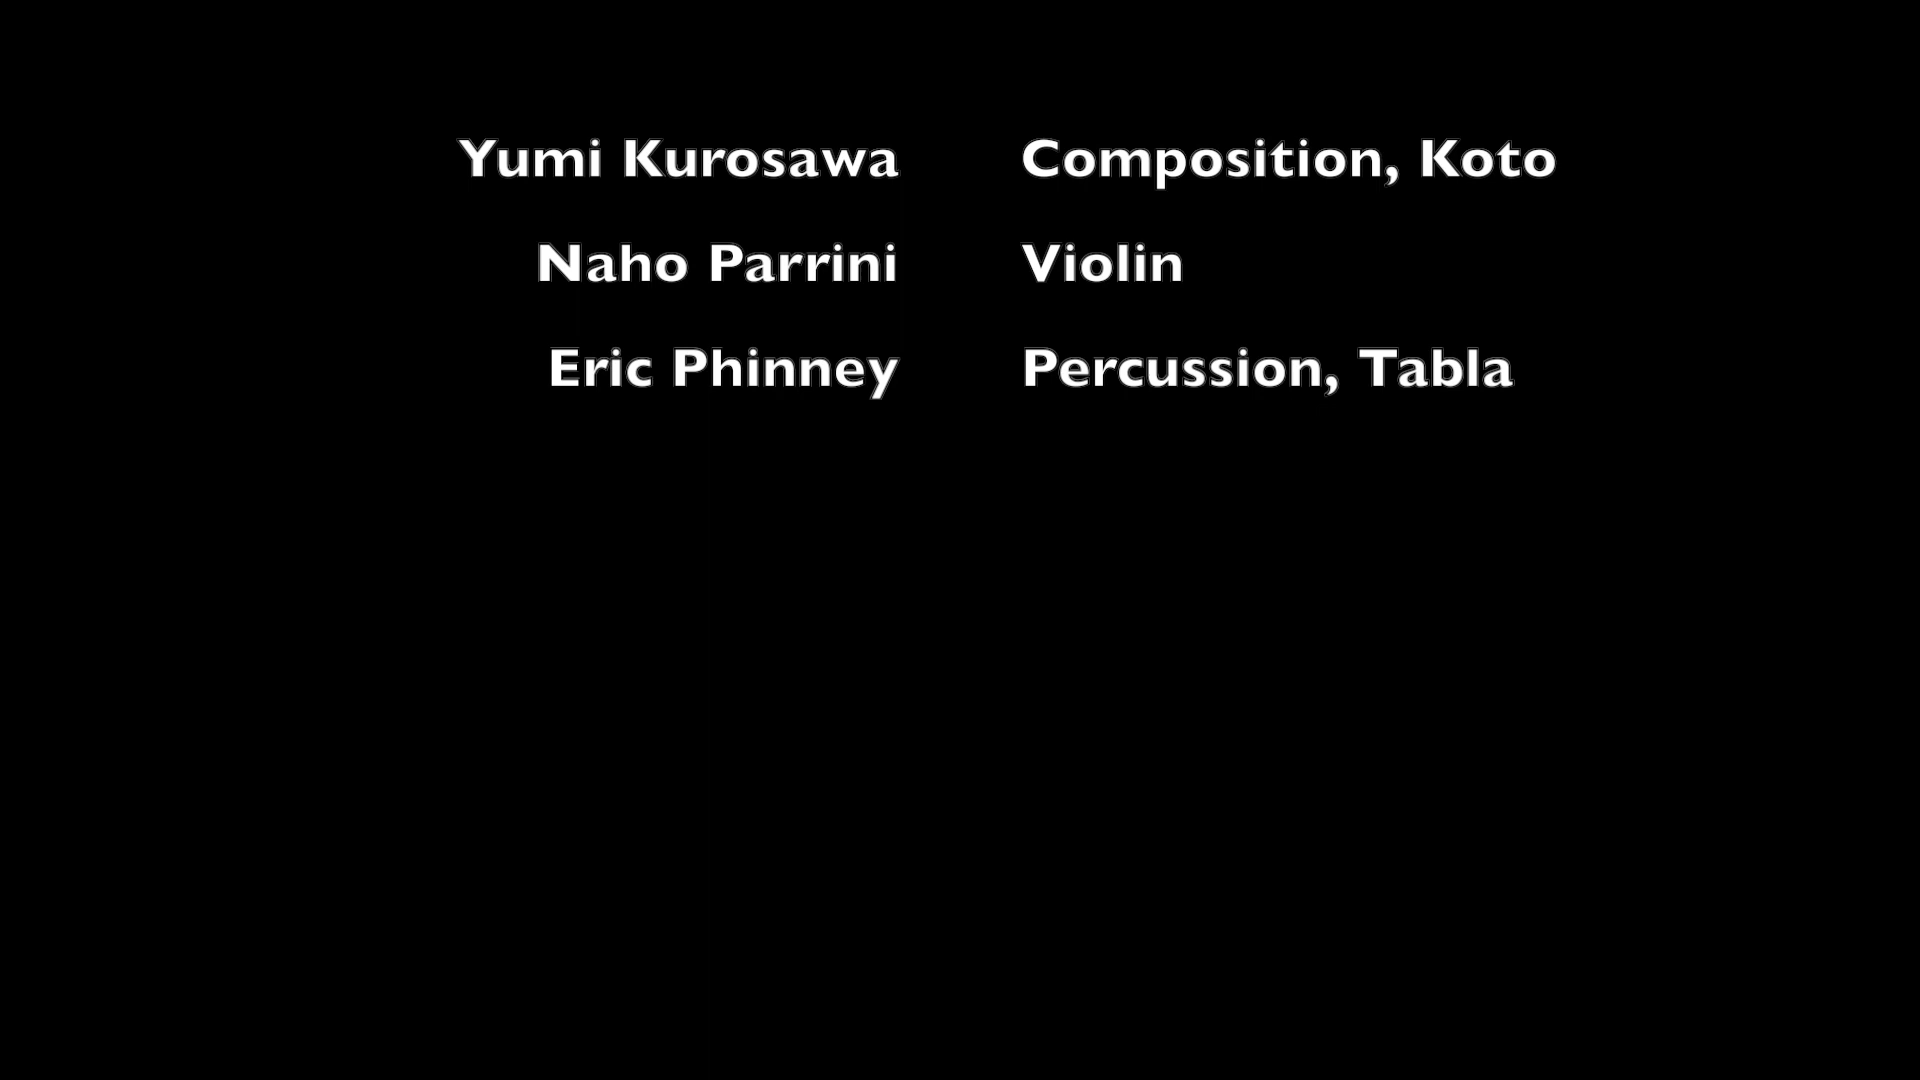 Yumi Kurosawa Composition, Koto
Naho Parrini Violin
Eric Phinney Percussion, Tabla